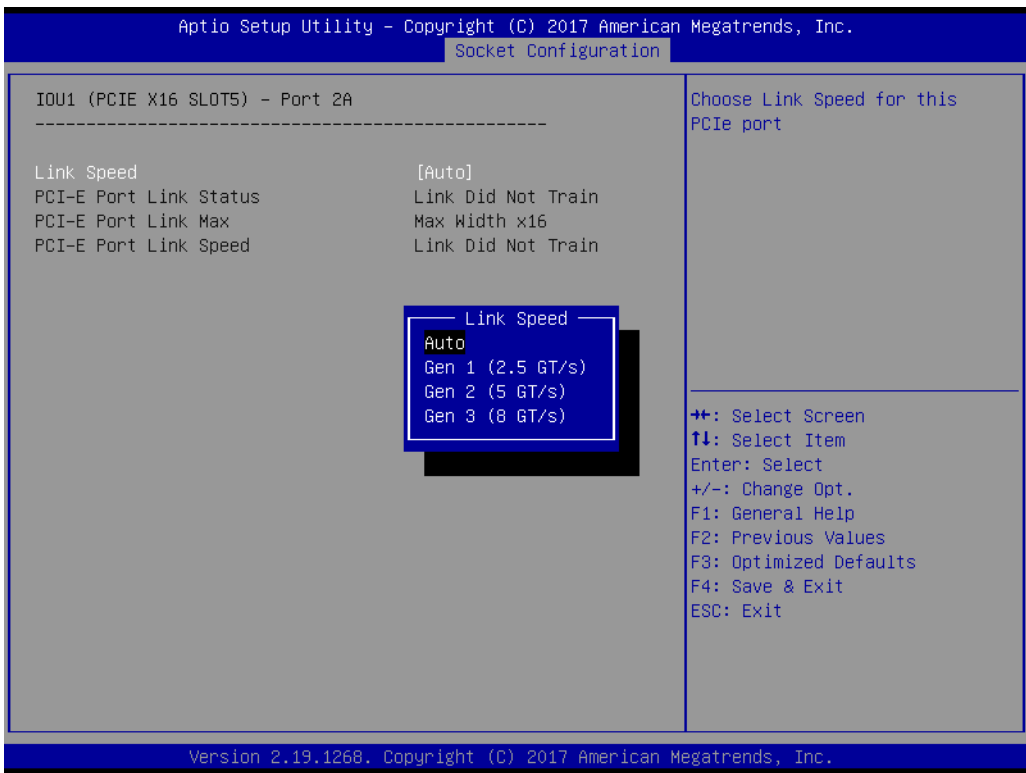 Aptio Setup Utility – Copyright (C) 2017 American Megatrends, Inc.
Socket Configuration
IOU1 (PCIE X16 SLOT5) – Port 2A
--------------------------------------------------
Link Speed [Auto]
PCI–E Port Link Status Link Did Not Train
PCI–E Port Link Max Max Width x16
PCI–E Port Link Speed Link Did Not Train
Link Speed
Auto
Gen 1 (2.5 GT/s)
Gen 2 (5 GT/s)
Gen 3 (8 GT/s)
Choose Link Speed for this
PCIe port
→←: Select Screen
↑↓: Select Item
Enter: Select
+/–: Change Opt.
F1: General Help
F2: Previous Values
F3: Optimized Defaults
F4: Save & Exit
ESC: Exit
Version 2.19.1268. Copyright (C) 2017 American Megatrends, Inc.